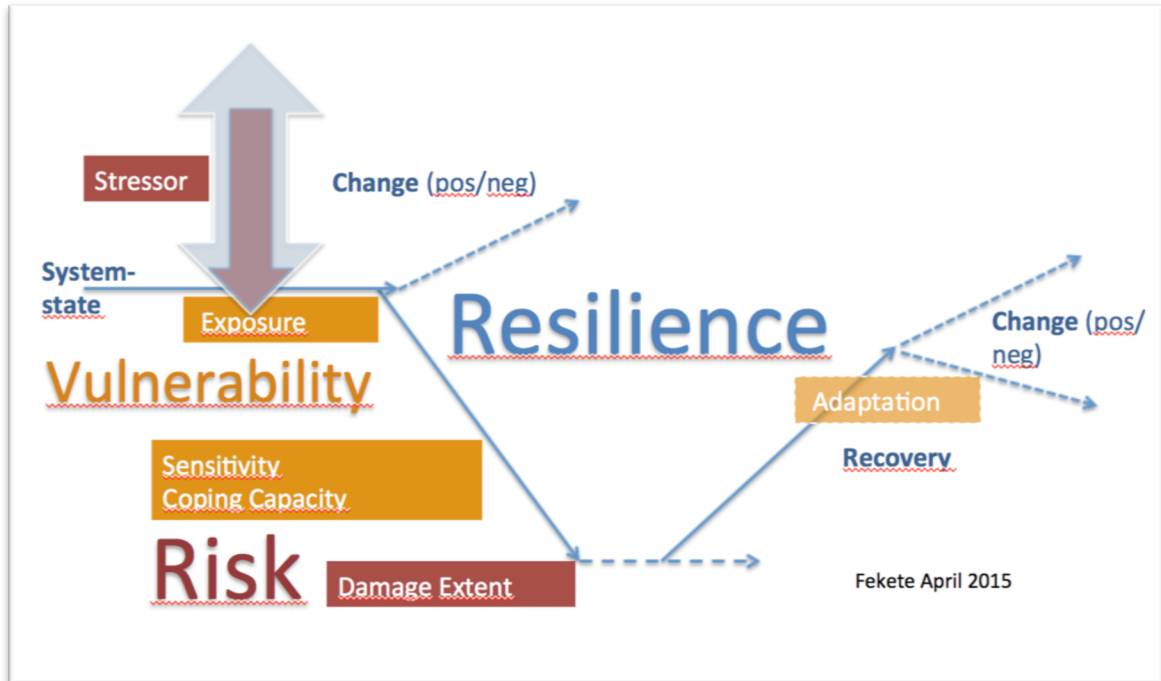 Stressor
Change (pos/neg)
System-
state
Exposure
Resilience
Change (pos/
neg)
Vulnerability
Adaptation
Recovery
Sensitivity
Coping Capacity
Risk
Damage Extent
Fekete April 2015